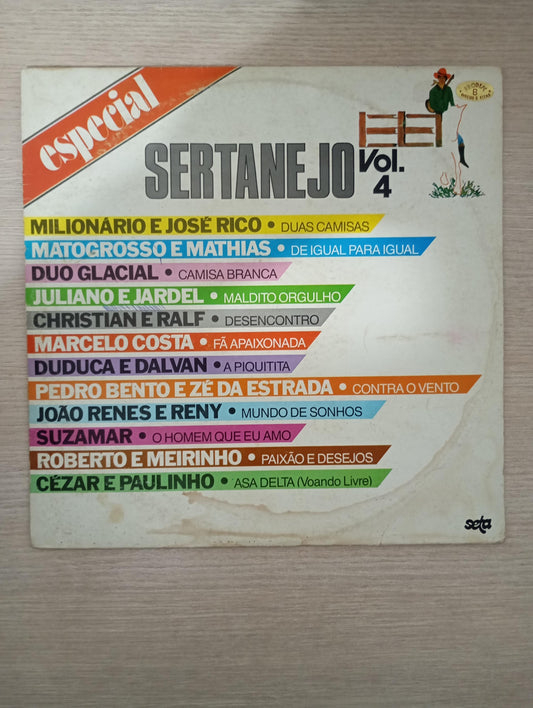 especial
SERTANEJO
Vol.
4
MILIONÁRIO E JOSÉ RICO • DUAS CAMISAS
MATOGROSSO E MATHIAS • DE IGUAL PARA IGUAL
DUO GLACIAL • CAMISA BRANCA
JULIANO E JARDEL • MALDITO ORGULHO
CHRISTIAN E RALF • DESENCONTRO
MARCELO COSTA • FÃ APAIXONADA
DUDUCA E DALVAN • A PIQUITITA
PEDRO BENTO E ZÉ DA ESTRADA • CONTRA O VENTO
JOÃO RENES E RENY • MUNDO DE SONHOS
SUZAMAR • O HOMEM QUE EU AMO
ROBERTO E MEIRINHO • PAIXÃO E DESEJOS
CÉZAR E PAULINHO • ASA DELTA (Voando Livre)
seta